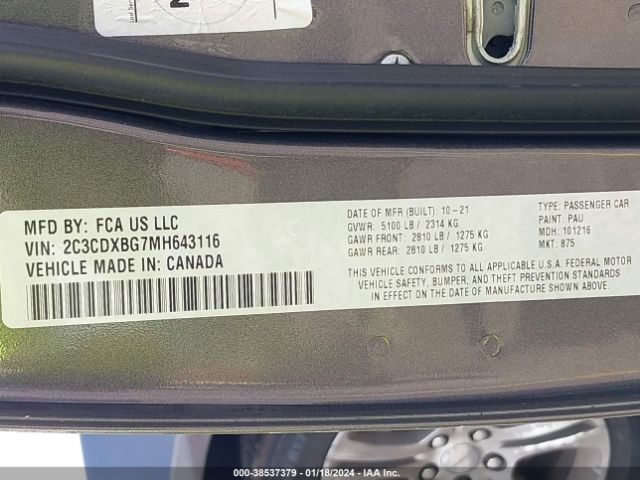 MFD BY: FCA US LLC
VIN: 2C3CDXBG7MH643116
VEHICLE MADE IN: CANADA
DATE OF MFR (BUILT): 10-21
GVWR: 5100 LB / 2314 KG
GAWR FRONT: 2810 LB / 1275 KG
GAWR REAR: 2810 LB / 1275 KG
TYPE: PASSENGER CAR
PAINT: PAU
MDH: 101216
MKT: 875
THIS VEHICLE CONFORMS TO ALL APPLICABLE U.S.A. FEDERAL MOTOR
VEHICLE SAFETY, BUMPER, AND THEFT PREVENTION STANDARDS
IN EFFECT ON THE DATE OF MANUFACTURE SHOWN ABOVE.
000-38537379 - 01/18/2024 - IAA Inc.